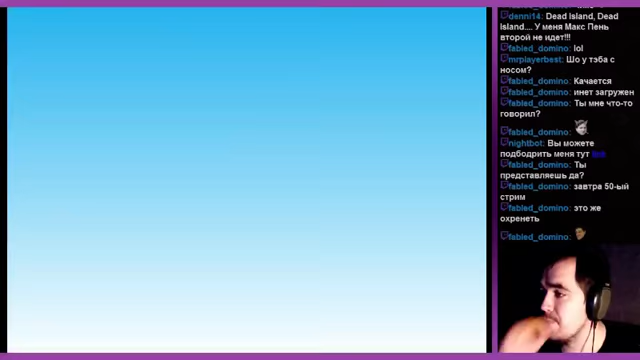 denni14: Dead Island, Dead
Island.... У меня Макс Пень
второй не идет!!!
fabled_domino: lol
mrplayerbest: Шо у тэба с
носом?
fabled_domino: Качается
fabled_domino: инет загружен
fabled_domino: Ты мне что-то
говорил?
fabled_domino:
nightbot: Вы можете
подбодрить меня тут
fabled_domino: Ты
представляешь да?
fabled_domino: завтра 50-ый
стрим
fabled_domino: это же
охренеть
fabled_domino: